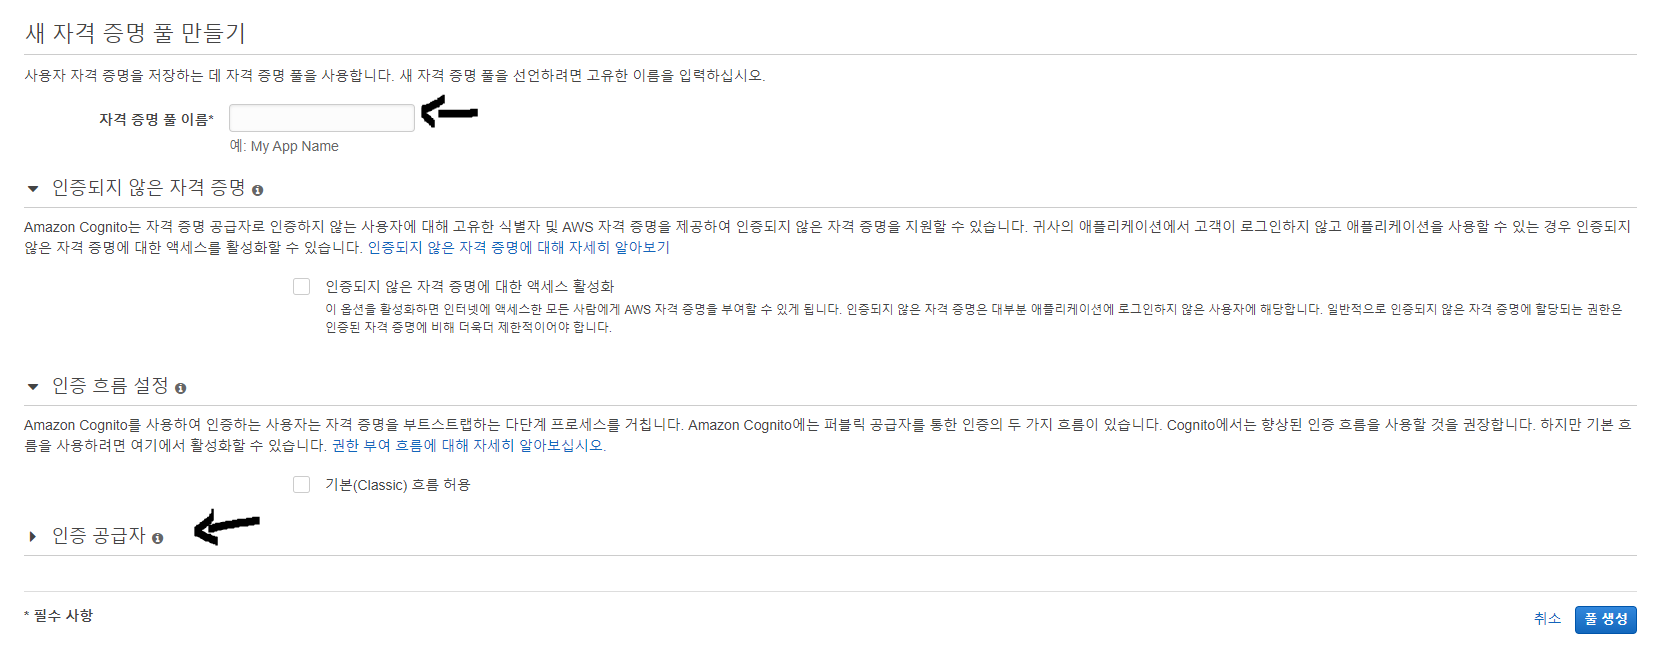 새 자격 증명 풀 만들기
사용자 자격 증명을 저장하는 데 자격 증명 풀을 사용합니다. 새 자격 증명 풀을 선언하려면 고유한 이름을 입력하십시오.
자격 증명 풀 이름*
예: My App Name
인증되지 않은 자격 증명
Amazon Cognito는 자격 증명 공급자로 인증하지 않는 사용자에 대해 고유한 식별자 및 AWS 자격 증명을 제공하여 인증되지 않은 자격 증명을 지원할 수 있습니다. 귀사의 애플리케이션에서 고객이 로그인하지 않고 애플리케이션을 사용할 수 있는 경우 인증되지
않은 자격 증명에 대한 액세스를 활성화할 수 있습니다. 인증되지 않은 자격 증명에 대해 자세히 알아보기
인증되지 않은 자격 증명에 대한 액세스 활성화
이 옵션을 활성화하면 인터넷에 액세스한 모든 사람에게 AWS 자격 증명을 부여할 수 있게 됩니다. 인증되지 않은 자격 증명은 대부분 애플리케이션에 로그인하지 않은 사용자에 해당합니다. 일반적으로 인증되지 않은 자격 증명에 할당되는 권한은
인증된 자격 증명에 비해 더욱더 제한적이어야 합니다.
인증 흐름 설정
Amazon Cognito를 사용하여 인증하는 사용자는 자격 증명을 부트스트랩하는 다단계 프로세스를 거칩니다. Amazon Cognito에는 퍼블릭 공급자를 통한 인증의 두 가지 흐름이 있습니다. Cognito에서는 향상된 인증 흐름을 사용할 것을 권장합니다. 하지만 기본 흐
름을 사용하려면 여기에서 활성화할 수 있습니다. 권한 부여 흐름에 대해 자세히 알아보십시오.
기본(Classic) 흐름 허용
인증 공급자
* 필수 사항
취소
풀 생성